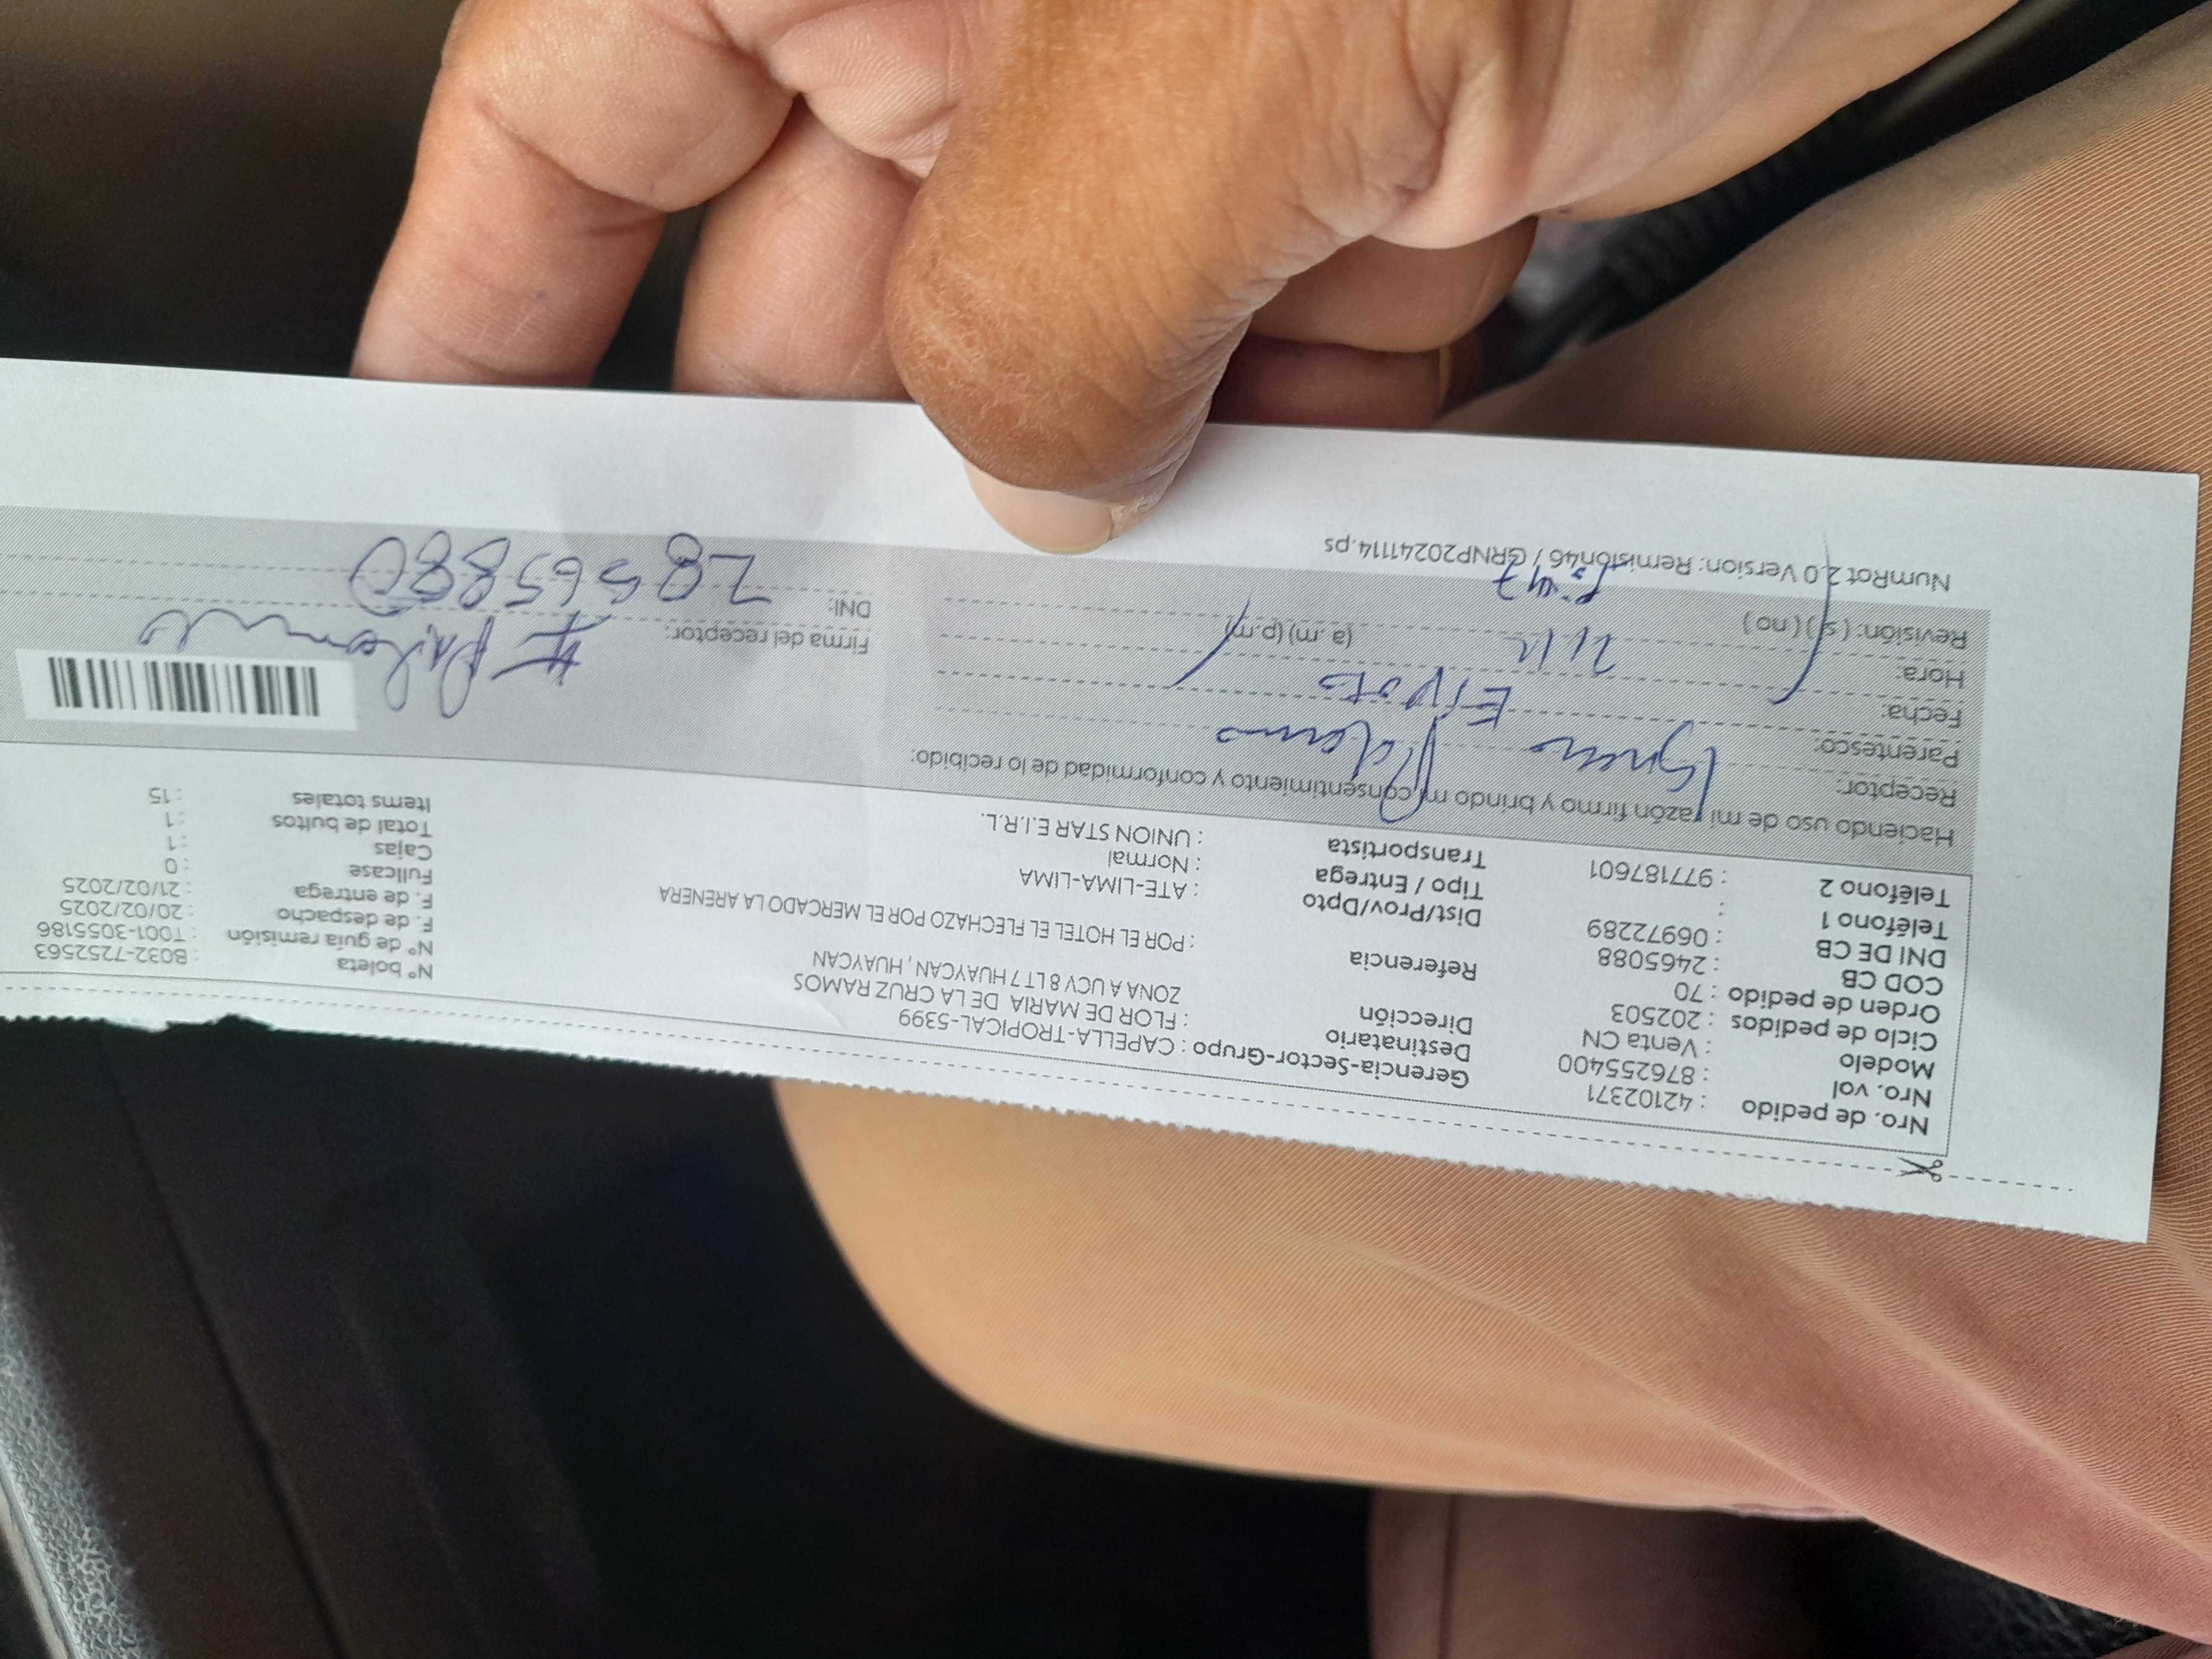 Nro. de pedido : 42102371
Nro. vol : 876255400
Modelo : Venta CN
Ciclo de pedidos : 202503
Orden de pedido : 70
COD CB : 2465088
DNI DE CB : 06972289
Teléfono 1 :
Teléfono 2 : 977187601
Gerencia-Sector-Grupo : CAPELLA-TROPICAL-5399
Destinatario : FLOR DE MARIA DE LA CRUZ RAMOS
Dirección ZONA A UCV 8 LT 7 HUAYCAN , HUAYCAN
Referencia : POR EL HOTEL EL FLECHAZO POR EL MERCADO LA ARENERA
Dist/Prov/Dpto : ATE-LIMA-LIMA
Tipo / Entrega : Normal
Transportista : UNION STAR E.I.R.L.
Nº boleta : B032-7252563
Nº de guía remisión : T001-3055186
F. de despacho : 20/02/2025
F. de entrega : 21/02/2025
Fullcase : 0
Cajas : 1
Total de bultos : 1
Items totales : 15
Haciendo uso de mi razón firmo y brindo mi consentimiento y conformidad de lo recibido:
Receptor:
Parentesco:
Fecha:
Hora: (a. m) (p.m)
Revisión: ( s ) ( no )
Firma del receptor:
DNI: 28565880
NumRot 2.0 Version: Remisión46 / GRNP20241114.ps